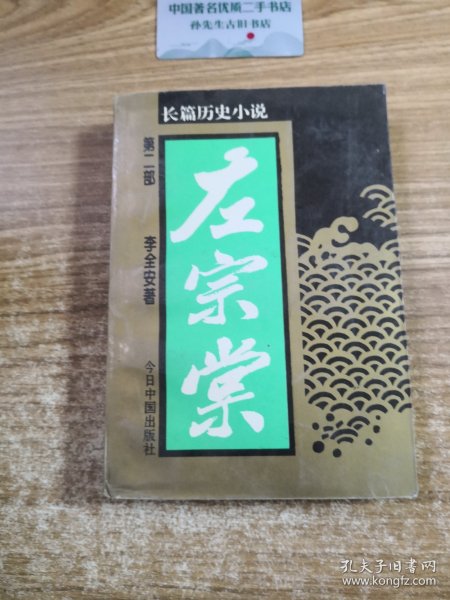 中国著名优质二手书店
孙先生古旧书店
长篇历史小说
第二部
李全安著
左宗棠
今日中国出版社
孔夫子旧书网
www.kongfz.com